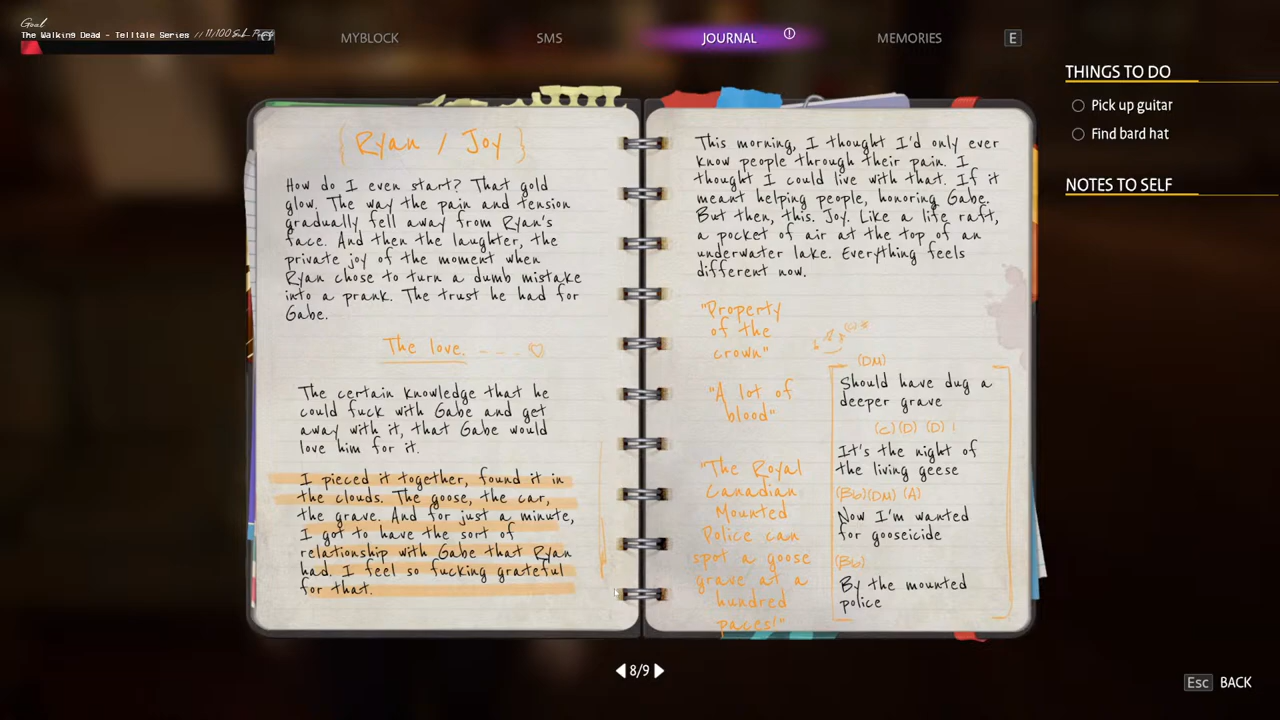 Goal
The Walking Dead - Telltale Series // 11/100
MYBLOCK
SMS
JOURNAL
MEMORIES
E
THINGS TO DO
Pick up guitar
Find bard hat
NOTES TO SELF
{Ryan / Joy}
How do I even start? That gold
glow. The way the pain and tension
gradually fell away from Ryan's
face. And then the laughter, the
private joy of the moment when
Ryan chose to turn a dumb mistake
into a prank. The trust he had for
Gabe.
The love. - - - -
The certain knowledge that he
could fuck with Gabe and get
away with it, that Gabe would
love him for it.
I pieced it together, found it in
the clouds. The goose, the car,
the grave. And for just a minute,
I got to have the sort of
relationship with Gabe that Ryan
had. I feel so fucking grateful
for that.
This morning, I thought I'd only ever
know people through their pain. I
thought I could live with that. If it
meant helping people, honoring Gabe.
But then, this. Joy. Like a life raft,
a pocket of air at the top of an
underwater lake. Everything feels
different now.
"Property
of the
crown"
"A lot of
blood"
"The Royal
Canadian
Mounted
Police can
spot a goose
grave at a
hundred
paces!"
(DM)
Should have dug a
deeper grave
(C) (D) (D)
It's the night of
the living geese
(Bb) (DM) (A)
Now I'm wanted
for gooseicide
(Bb)
By the mounted
police
8/9
Esc BACK